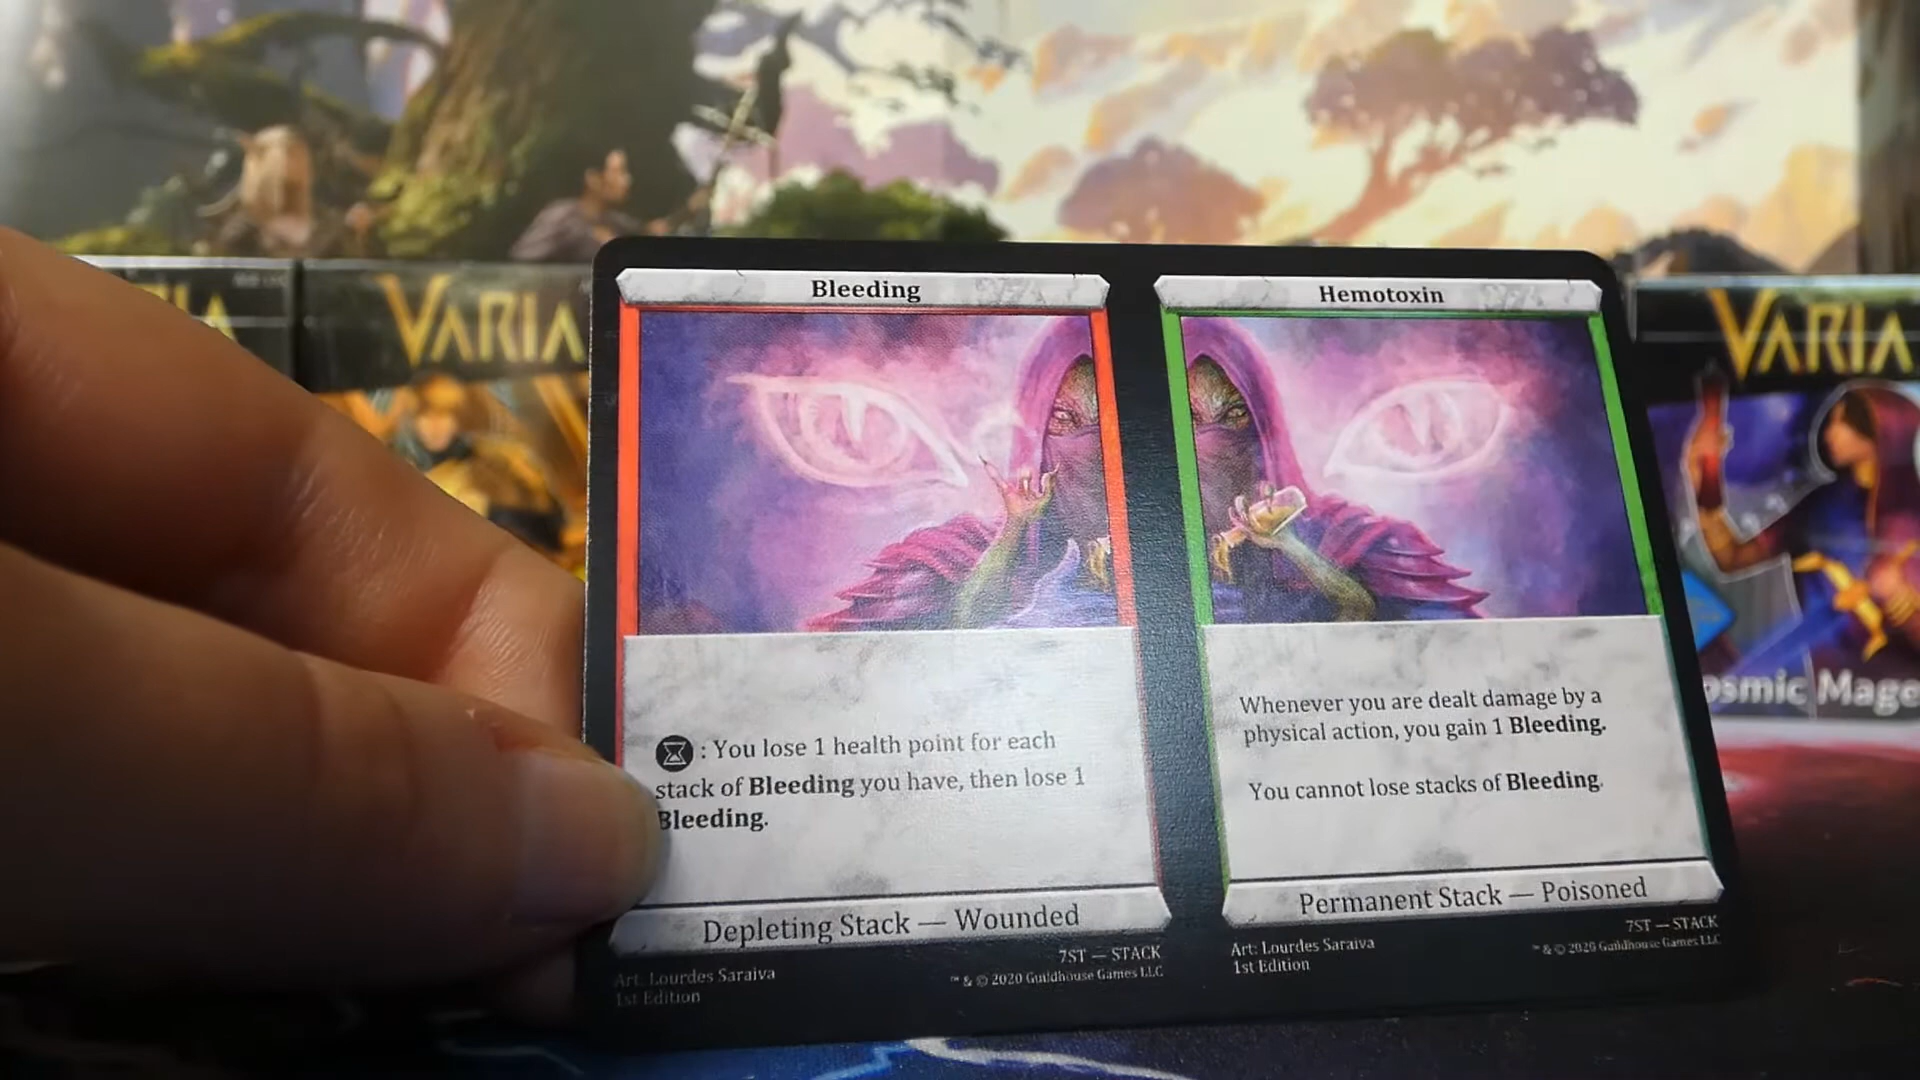 VARIA
Bleeding
: You lose 1 health point for each
stack of Bleeding you have, then lose 1
Bleeding.
Depleting Stack — Wounded
7ST — STACK
Art: Lourdes Saraiva
™ & © 2020 Guildhouse Games LLC
1st Edition
Hemotoxin
Whenever you are dealt damage by a
physical action, you gain 1 Bleeding.
You cannot lose stacks of Bleeding.
Permanent Stack — Poisoned
7ST — STACK
Art: Lourdes Saraiva
™ & © 2020 Guildhouse Games LLC
1st Edition
VARIA
Mage